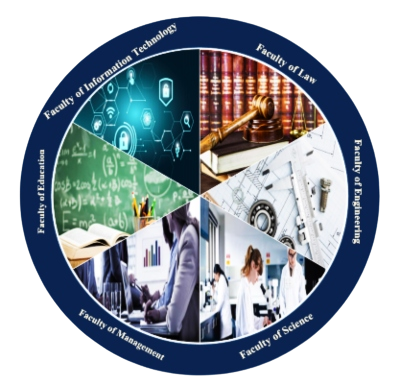 Faculty of Information Technology
Faculty of Law
Faculty of Engineering
Faculty of Science
Faculty of Management
Faculty of Education